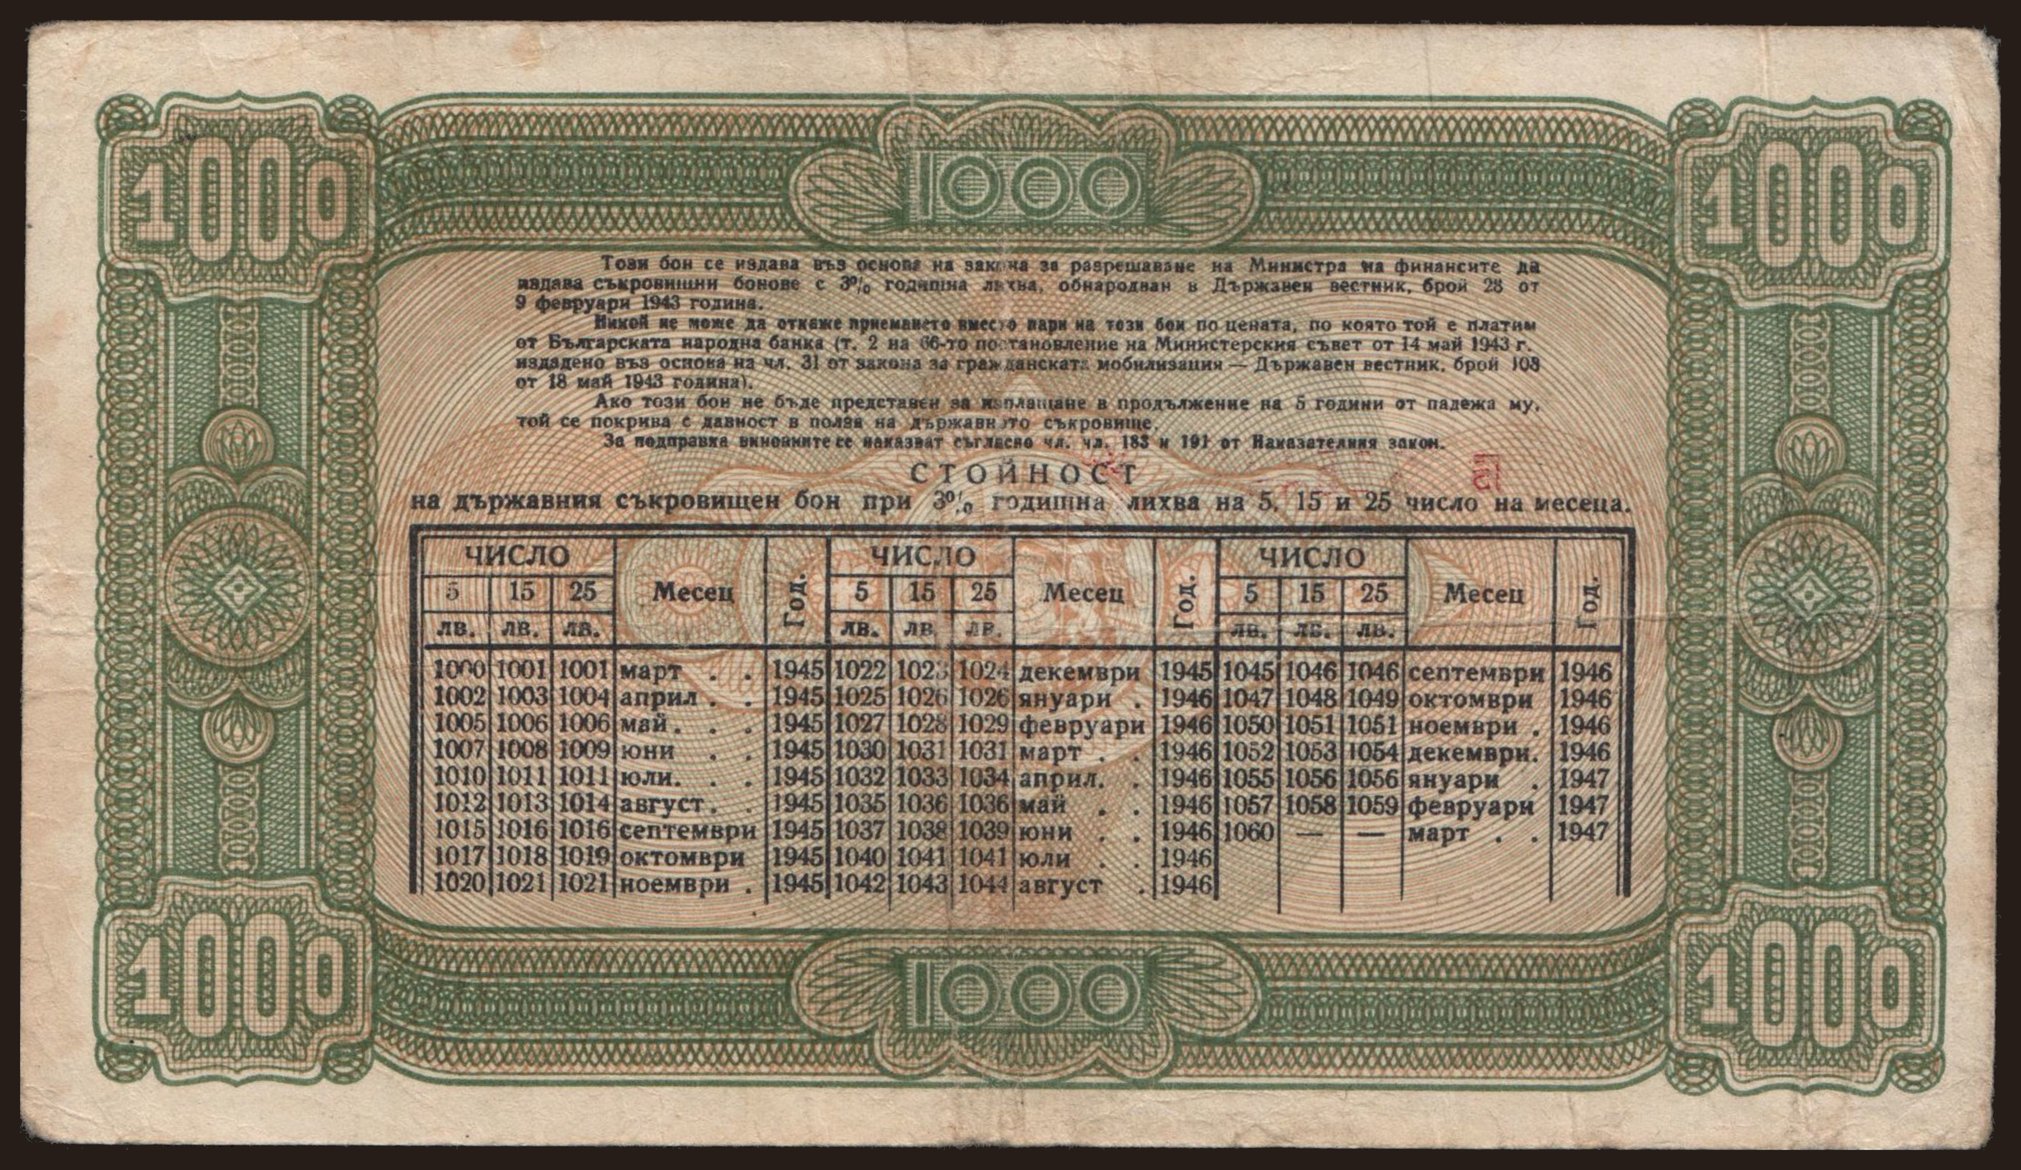 1000 1000 1000
Този бон се издава въз основа на закона за разрешаване на Министра на финансите да
издава съкровищни бонове с 3% годишна лихва, обнародван в Държавен вестник, брой 28 от
9 февруари 1943 година.
Никой не може да откаже приемането вместо пари на този бон по цената, по която той е платим
от Българската народна банка (т. 2 на 66-то постановление на Министерския съвет от 14 май 1943 г.
издадено въз основа на чл. 31 от закона за гражданската мобилизация — Държавен вестник, брой 108
от 18 май 1943 година).
Ако този бон не бъде представен за изплащане в продължение на 5 години от падежа му,
той се покрива с давност в полза на държавното съкровище.
За подправка виновните се наказват съгласно чл. чл. 183 и 191 от Наказателния закон.
СТОЙНОСТ
на държавния съкровищен бон при 3% годишна лихва на 5, 15 и 25 число на месеца.
ЧИСЛО ЧИСЛО ЧИСЛО
5 15 25 Месец Год. 5 15 25 Месец Год. 5 15 25 Месец Год.
лв. лв. лв. лв. лв. лв. лв. лв. лв.
1000 1001 1001 март . . 1945 1022 1023 1024 декември 1945 1045 1046 1046 септември 1946
1002 1003 1004 април . . 1945 1025 1026 1026 януари . 1946 1047 1048 1049 октомври 1946
1005 1006 1006 май . . . 1945 1027 1028 1029 февруари 1946 1050 1051 1051 ноември . 1946
1007 1008 1009 юни . . 1945 1030 1031 1031 март . . 1946 1052 1053 1054 декември. 1946
1010 1011 1011 юли. . . 1945 1032 1033 1034 април. . 1946 1055 1056 1056 януари . 1947
1012 1013 1014 август . . 1945 1035 1036 1036 май . . 1946 1057 1058 1059 февруари 1947
1015 1016 1016 септември 1945 1037 1038 1039 юни . . 1946 1060 — — март . . 1947
1017 1018 1019 октомври 1945 1040 1041 1041 юли . . 1946
1020 1021 1021 ноември . 1945 1042 1043 1044 август . 1946
1000 1000 1000